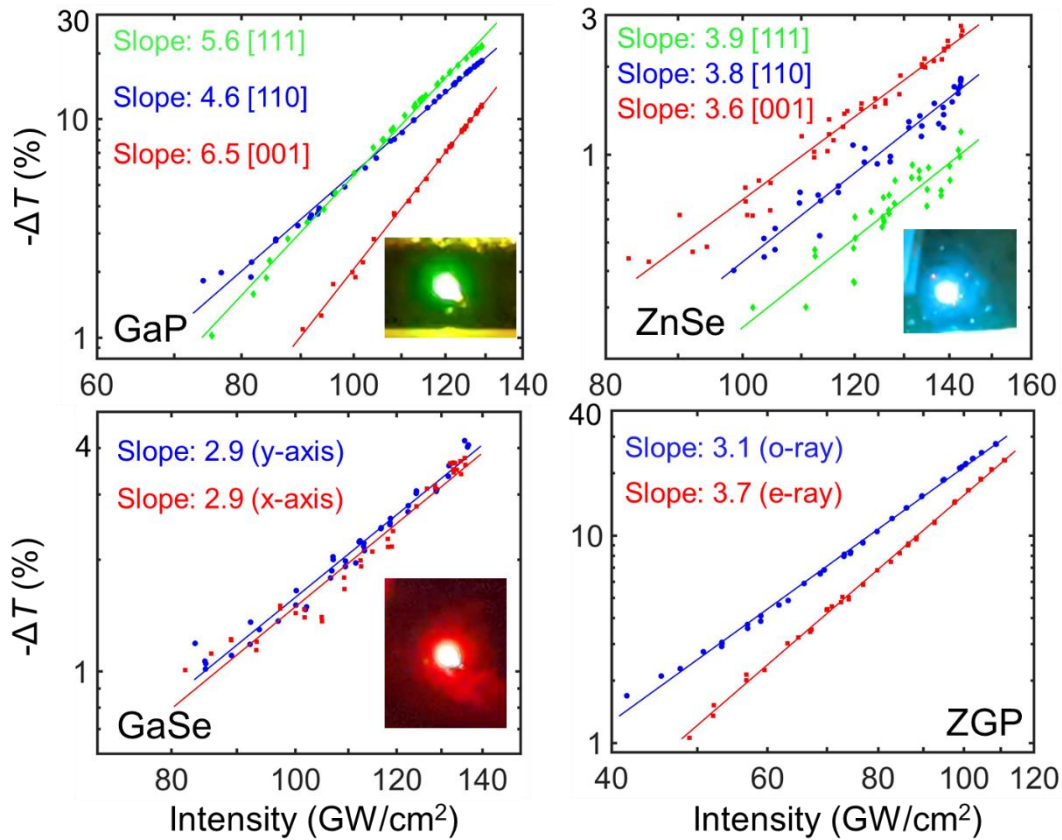 30
Slope: 5.6 [111]
Slope: 4.6 [110]
10
Slope: 6.5 [001]
-ΔT (%)
1
GaP
60 80 100 120 140
3
Slope: 3.9 [111]
Slope: 3.8 [110]
Slope: 3.6 [001]
1
ZnSe
80 100 120 140 160
4
Slope: 2.9 (y-axis)
Slope: 2.9 (x-axis)
-ΔT (%)
1
GaSe
80 100 120 140
Intensity (GW/cm²)
40
Slope: 3.1 (o-ray)
Slope: 3.7 (e-ray)
10
ZGP
1
40 60 80 100 120
Intensity (GW/cm²)